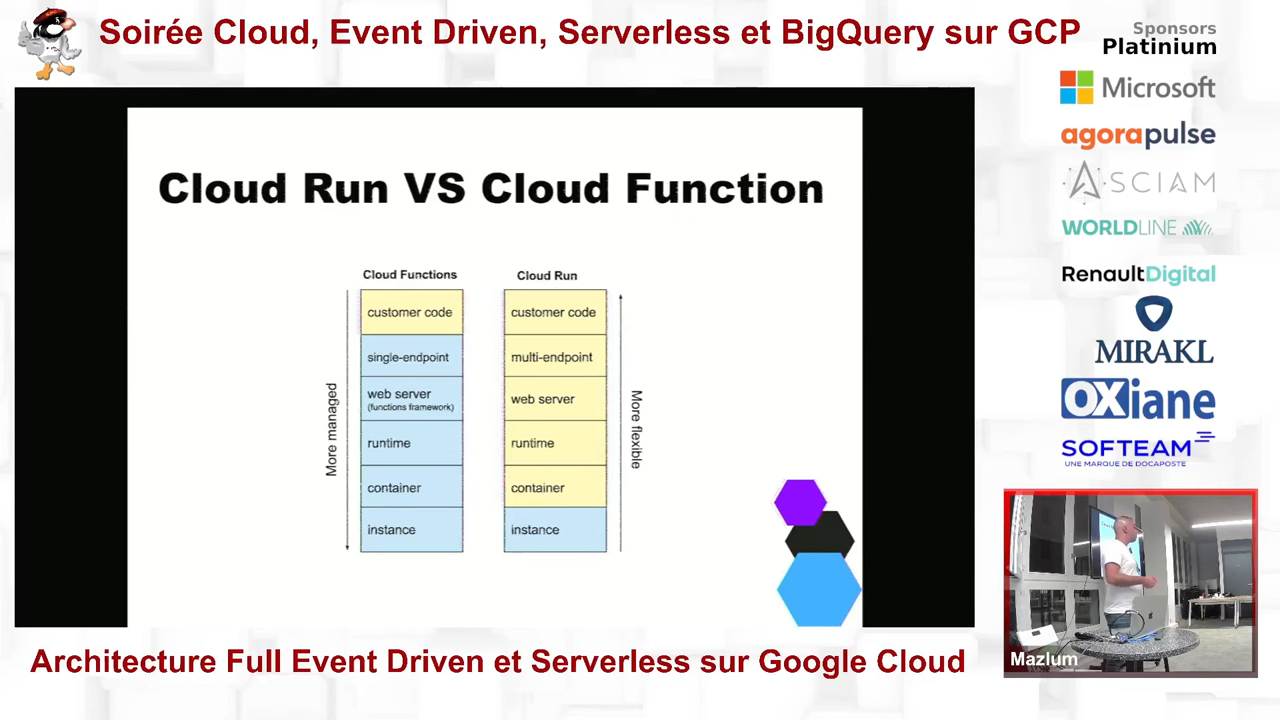 Soirée Cloud, Event Driven, Serverless et BigQuery sur GCP
Sponsors
Platinium
Microsoft
agorapulse
ASCIAM
WORLDLINE
RenaultDigital
MIRAKL
OXiane
SOFTEAM
UNE MARQUE DE DOCAPOSTE
Cloud Run VS Cloud Function
Cloud Functions
customer code
single-endpoint
web server
(functions framework)
runtime
container
instance
More managed
Cloud Run
customer code
multi-endpoint
web server
runtime
container
instance
More flexible
Mazlum
Architecture Full Event Driven et Serverless sur Google Cloud